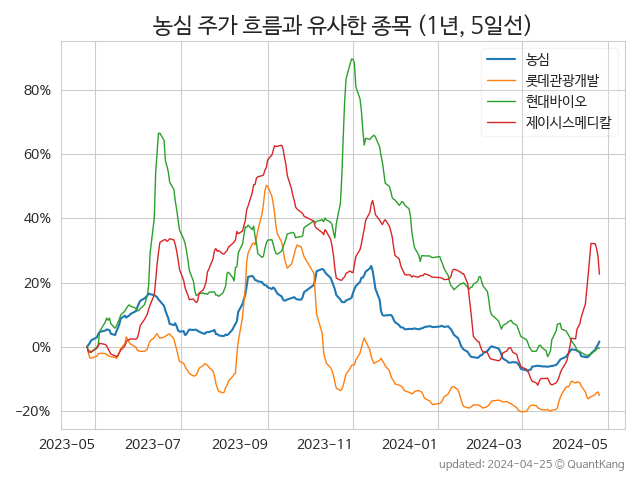 농심 주가 흐름과 유사한 종목 (1년, 5일선)
농심
롯데관광개발
현대바이오
제이시스메디칼
80%
60%
40%
20%
0%
−20%
2023−05 2023−07 2023−09 2023−11 2024−01 2024−03 2024−05
updated: 2024−04−25 © QuantKang